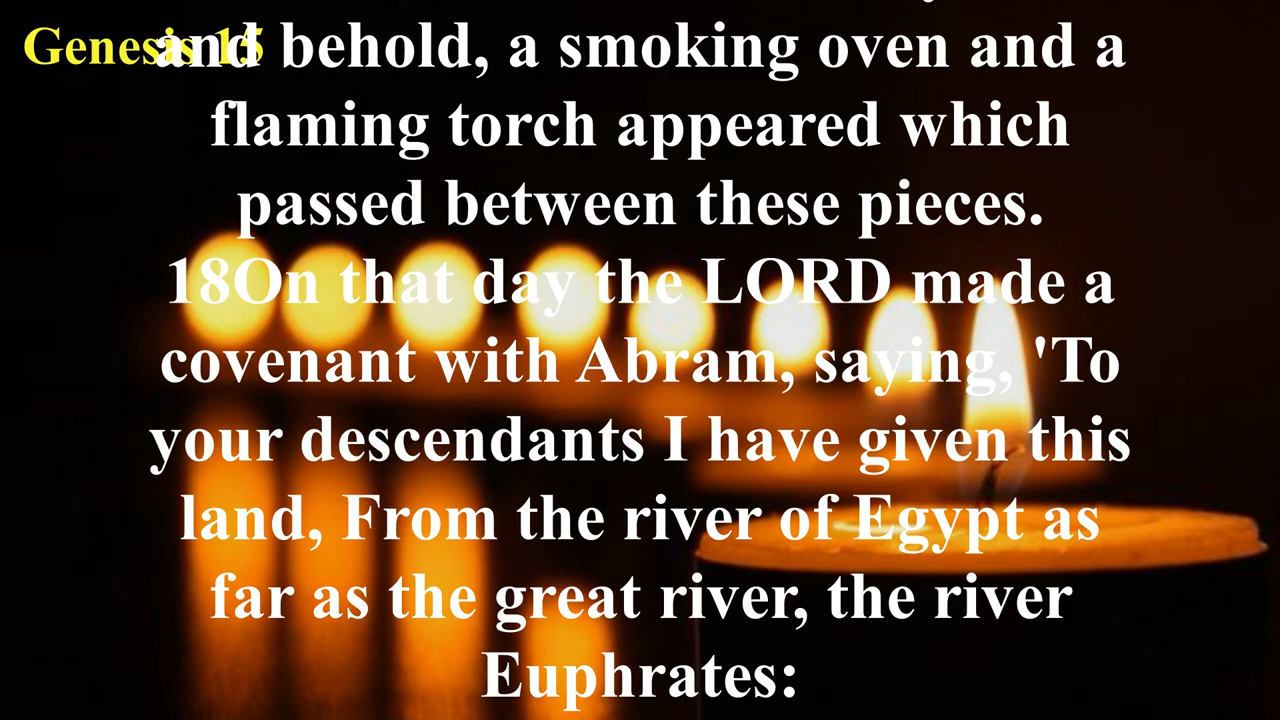 Genesis 15
and behold, a smoking oven and a
flaming torch appeared which
passed between these pieces.
18On that day the LORD made a
covenant with Abram, saying, 'To
your descendants I have given this
land, From the river of Egypt as
far as the great river, the river
Euphrates: